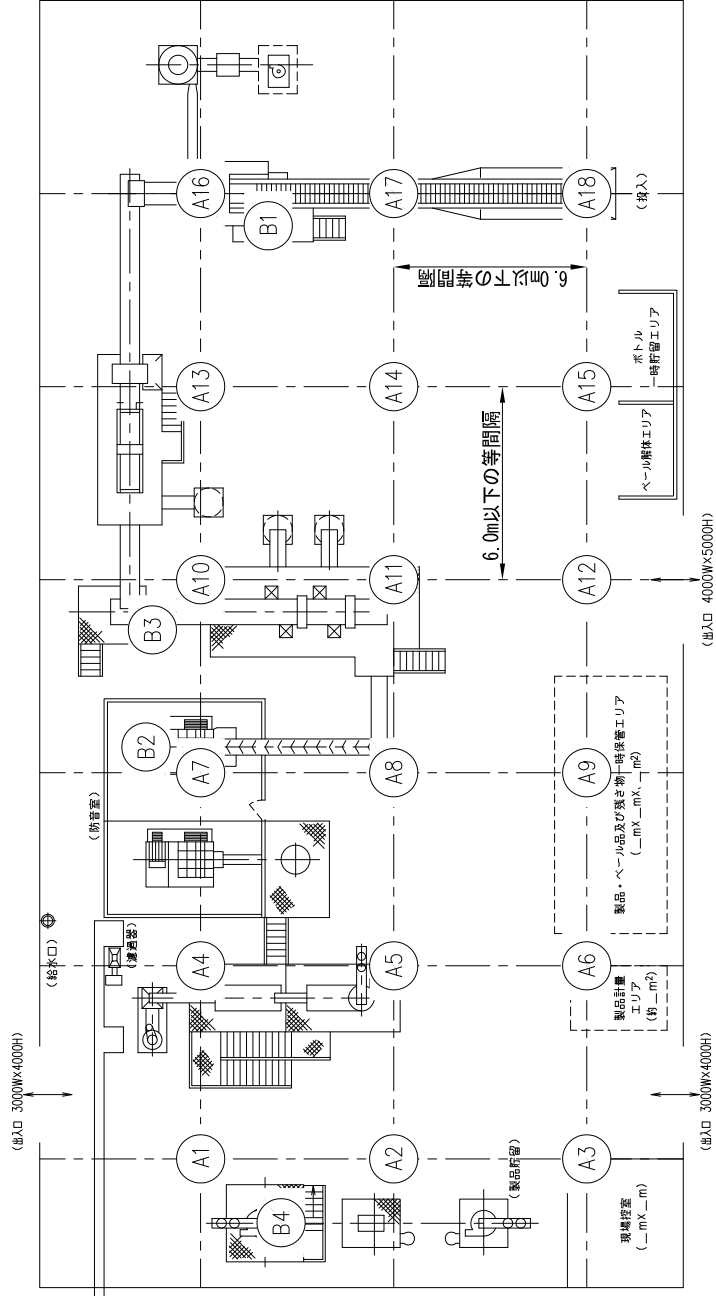 A16
A17
A18
B1
(投入)
6.0m以下の等間隔
ボトル
一時貯留エリア
A13
A14
A15
ベール解体エリア
6.0m以下の等間隔
(出入口 4000W×5000H)
A10
A11
A12
B3
B2
(防音室)
A7
A8
A9
製品・ベール品及び残さ物一時保管エリア
(＿m×＿m×、＿m²)
(給水口)
(濾過器)
A4
A5
A6
製品計量
エリア
(約＿m²)
(出入口 3000W×4000H)
(出入口 3000W×4000H)
A1
A2
A3
(製品貯留)
B4
現場控室
(＿m×＿m)